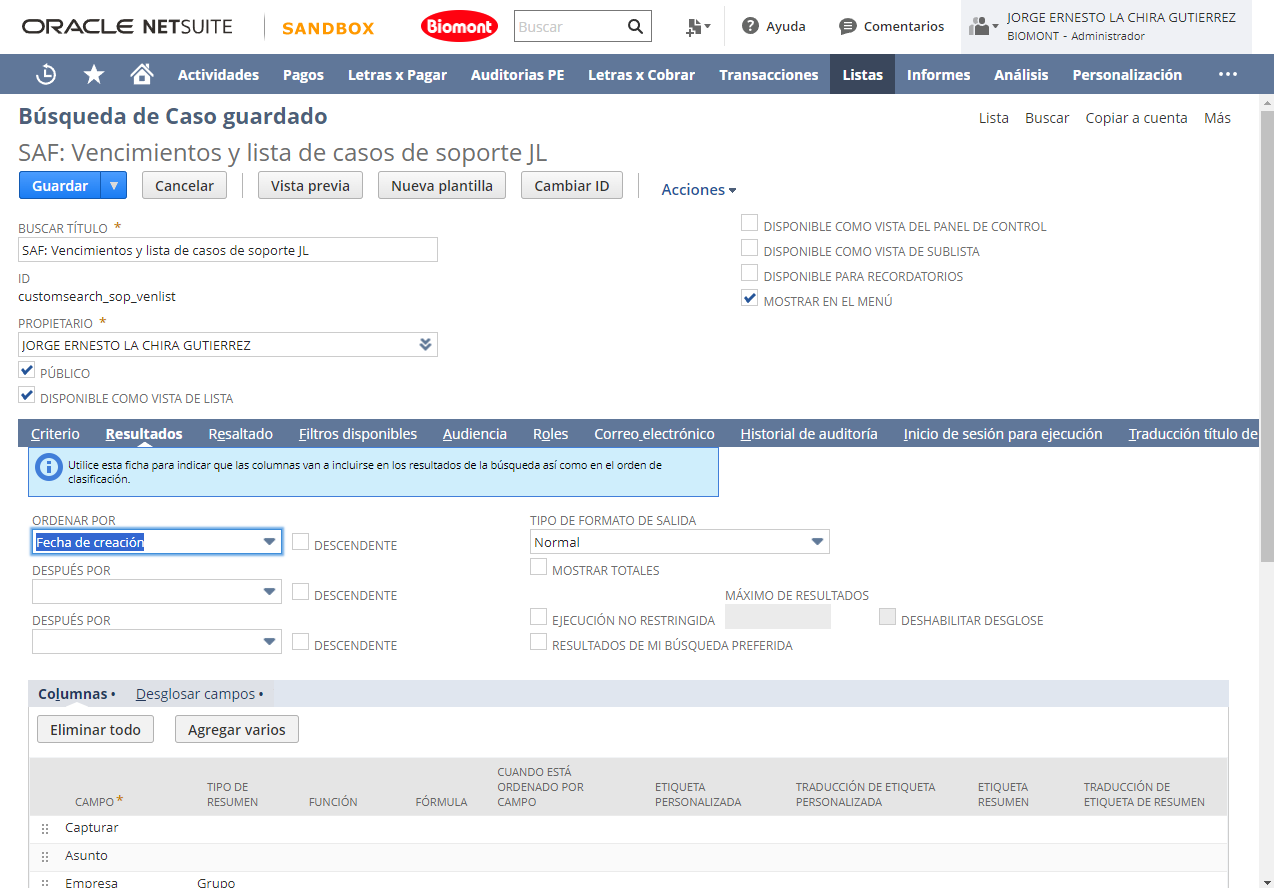 ORACLE NETSUITE
SANDBOX
Biomont
Buscar
Ayuda
Comentarios
JORGE ERNESTO LA CHIRA GUTIERREZ
BIOMONT - Administrador
Actividades Pagos Letras x Pagar Auditorias PE Letras x Cobrar Transacciones Listas Informes Análisis Personalización
Búsqueda de Caso guardado
Lista Buscar Copiar a cuenta Más
SAF: Vencimientos y lista de casos de soporte JL
Guardar Cancelar Vista previa Nueva plantilla Cambiar ID Acciones
BUSCAR TÍTULO *
SAF: Vencimientos y lista de casos de soporte JL
ID
customsearch_sop_venlist
PROPIETARIO *
JORGE ERNESTO LA CHIRA GUTIERREZ
PÚBLICO
DISPONIBLE COMO VISTA DE LISTA
DISPONIBLE COMO VISTA DEL PANEL DE CONTROL
DISPONIBLE COMO VISTA DE SUBLISTA
DISPONIBLE PARA RECORDATORIOS
MOSTRAR EN EL MENÚ
Criterio Resultados Resaltado Filtros disponibles Audiencia Roles Correo electrónico Historial de auditoría Inicio de sesión para ejecución Traducción título de
Utilice esta ficha para indicar que las columnas van a incluirse en los resultados de la búsqueda así como en el orden de
clasificación.
ORDENAR POR
Fecha de creación
DESCENDENTE
DESPUÉS POR
DESCENDENTE
DESPUÉS POR
DESCENDENTE
TIPO DE FORMATO DE SALIDA
Normal
MOSTRAR TOTALES
MÁXIMO DE RESULTADOS
EJECUCIÓN NO RESTRINGIDA
DESHABILITAR DESGLOSE
RESULTADOS DE MI BÚSQUEDA PREFERIDA
Columnas • Desglosar campos •
Eliminar todo Agregar varios
CAMPO *
TIPO DE
RESUMEN
FUNCIÓN
FÓRMULA
CUANDO ESTÁ
ORDENADO POR
CAMPO
ETIQUETA
PERSONALIZADA
TRADUCCIÓN DE ETIQUETA
PERSONALIZADA
ETIQUETA
RESUMEN
TRADUCCIÓN DE
ETIQUETA DE RESUMEN
Capturar
Asunto
Empresa Grupo